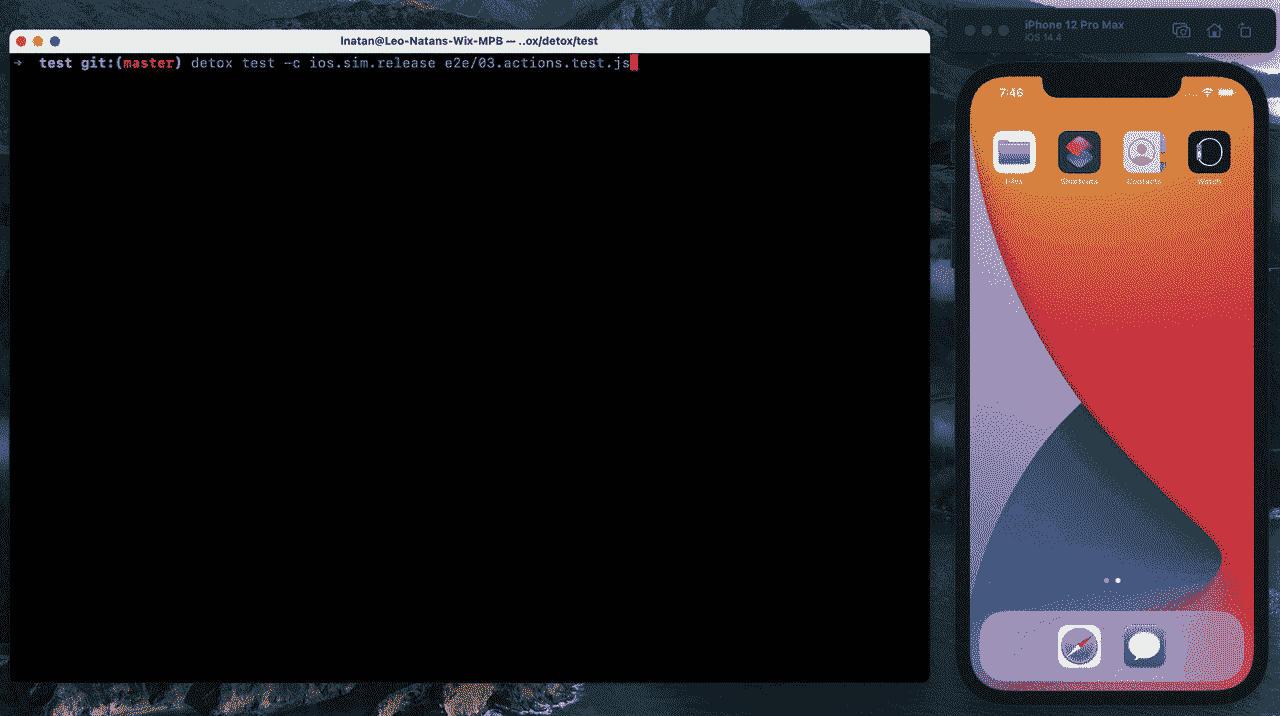 lnatan@Leo-Natans-Wix-MPB — ..ox/detox/test
→ test git:(master) detox test -c ios.sim.release e2e/03.actions.test.js
iPhone 12 Pro Max
iOS 14.4
7:46
Files Shortcuts Contacts Watch